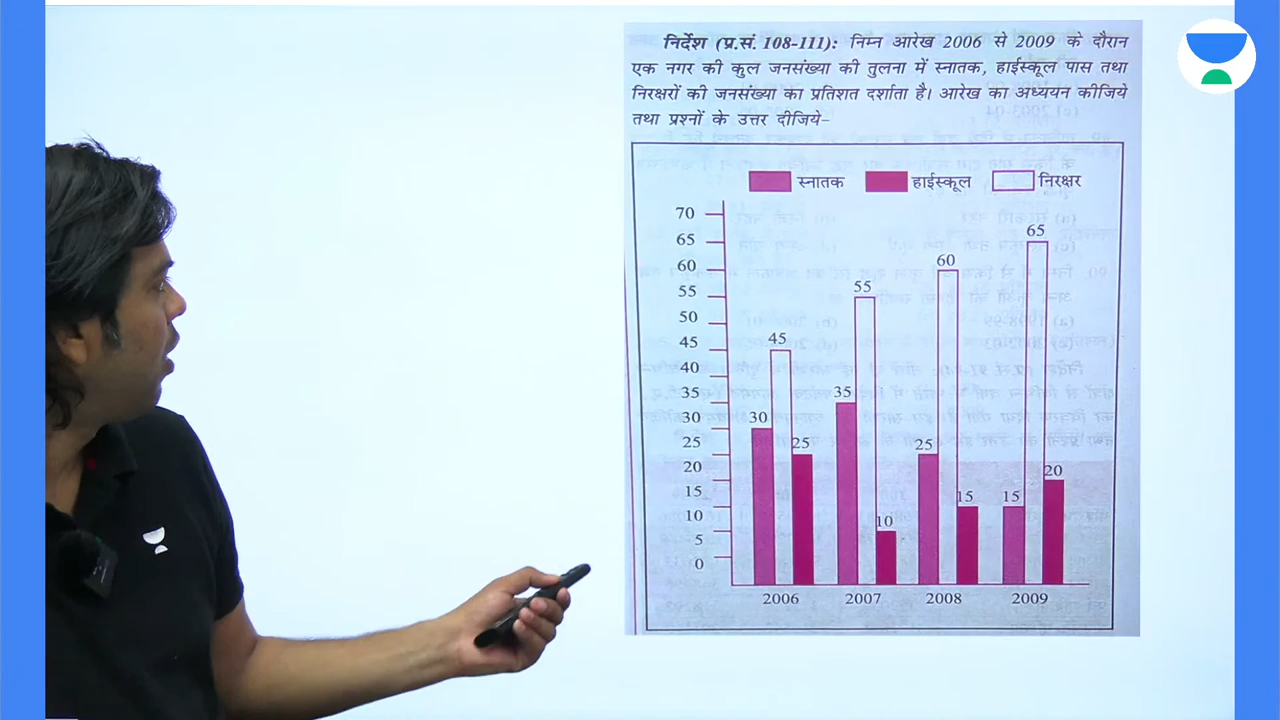 निर्देश (प्र.सं. 108-111): निम्न आरेख 2006 से 2009 के दौरान
एक नगर की कुल जनसंख्या की तुलना में स्नातक, हाईस्कूल पास तथा
निरक्षरों की जनसंख्या का प्रतिशत दर्शाता है। आरेख का अध्ययन कीजिये
तथा प्रश्नों के उत्तर दीजिये–
स्नातक हाईस्कूल निरक्षर
70
65
60
55
50
45
40
35
30
25
20
15
10
5
0
30 45 25
35 55 10
25 60 15
15 65 20
2006 2007 2008 2009